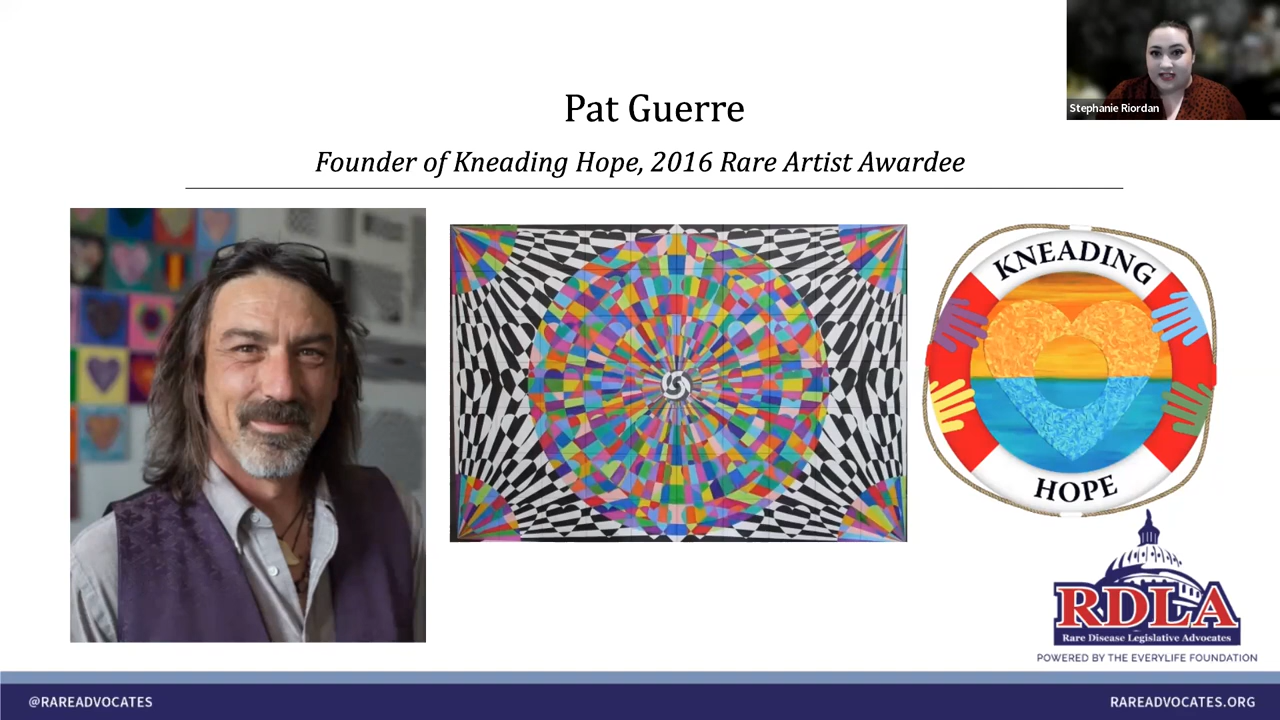 Pat Guerre
Founder of Kneading Hope, 2016 Rare Artist Awardee
Stephanie Riordan
KNEADING
HOPE
RDLA
Rare Disease Legislative Advocates
POWERED BY THE EVERYLIFE FOUNDATION
@RAREADVOCATES
RAREADVOCATES.ORG